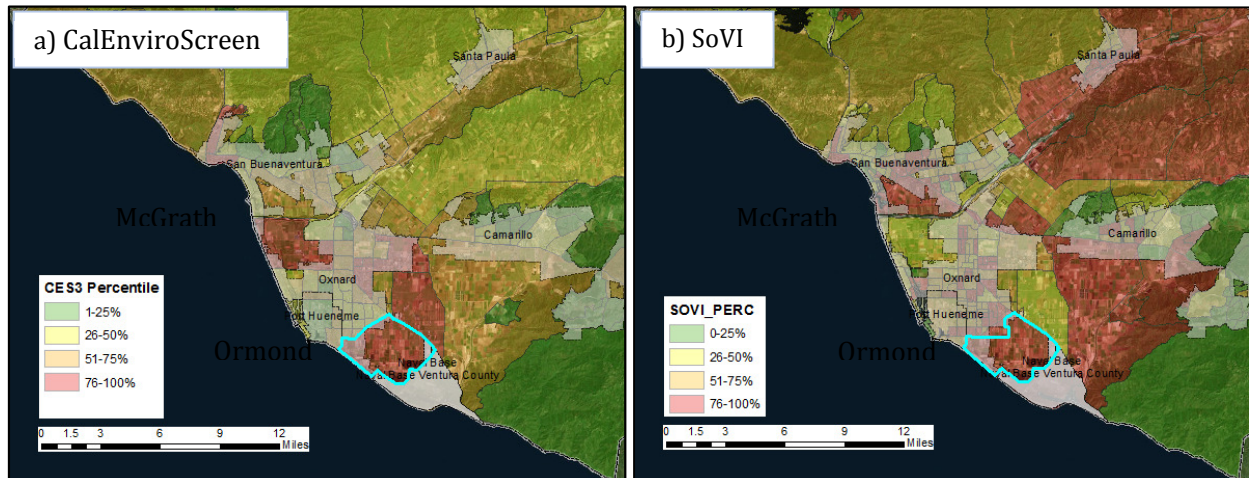 a) CalEnviroScreen
Santa Paula
San Buenaventura
McGrath
Camarillo
CES3 Percentile
1-25%
26-50%
51-75%
76-100%
Oxnard
Port Hueneme
Ormond
Naval Base
Naval Base Ventura County
0 1.5 3 6 9 12
Miles
b) SoVI
Santa Paula
San Buenaventura
McGrath
Camarillo
SOVI_PERC
0-25%
26-50%
51-75%
76-100%
Oxnard
Port Hueneme
Ormond
Naval Base
Base Ventura County
0 1.5 3 6 9 12
Miles